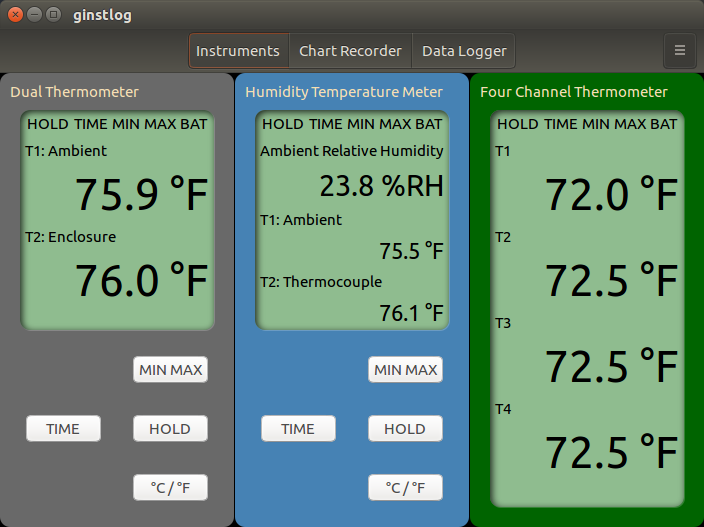 ginstlog
Instruments Chart Recorder Data Logger
Dual Thermometer
HOLD TIME MIN MAX BAT
T1: Ambient
75.9 °F
T2: Enclosure
76.0 °F
MIN MAX
TIME HOLD
°C / °F
Humidity Temperature Meter
HOLD TIME MIN MAX BAT
Ambient Relative Humidity
23.8 %RH
T1: Ambient
75.5 °F
T2: Thermocouple
76.1 °F
MIN MAX
TIME HOLD
°C / °F
Four Channel Thermometer
HOLD TIME MIN MAX BAT
T1
72.0 °F
T2
72.5 °F
T3
72.5 °F
T4
72.5 °F